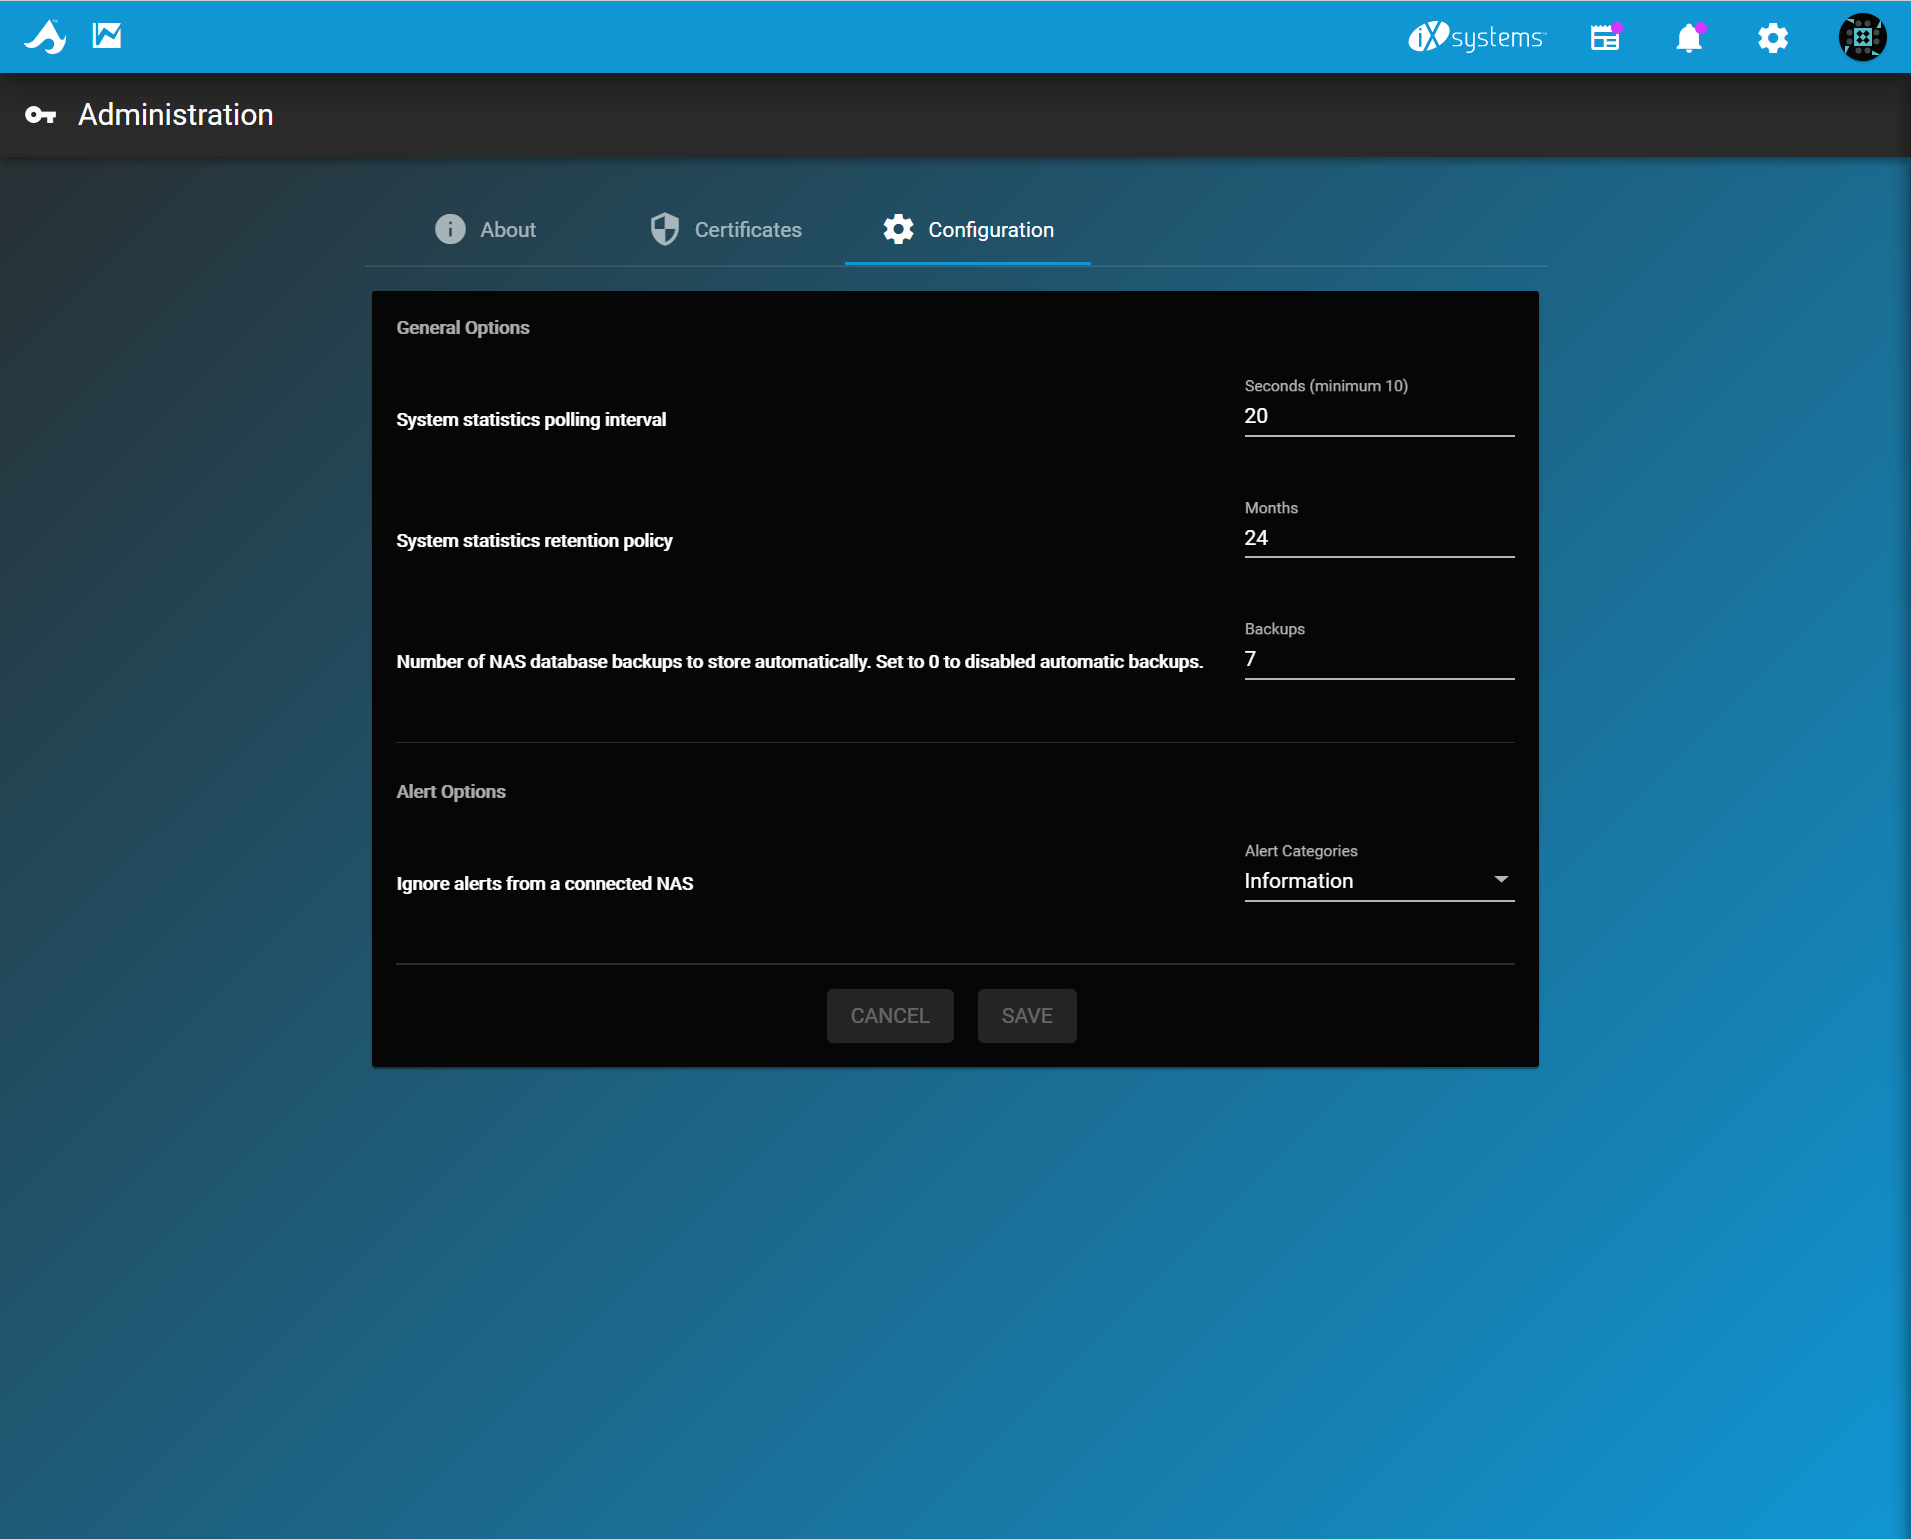 iXsystems
Administration
About
Certificates
Configuration
General Options
Seconds (minimum 10)
System statistics polling interval
20
Months
System statistics retention policy
24
Backups
Number of NAS database backups to store automatically. Set to 0 to disabled automatic backups.
7
Alert Options
Alert Categories
Ignore alerts from a connected NAS
Information
CANCEL
SAVE